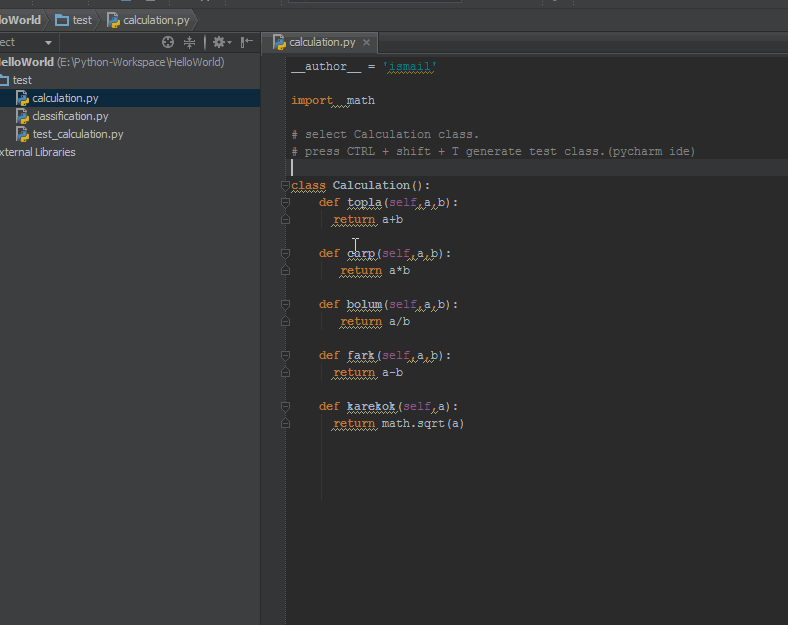 loWorld test calculation.py
ect
calculation.py
elloWorld (E:\Python-Workspace\HelloWorld)
test
calculation.py
classification.py
test_calculation.py
xternal Libraries
__author__ = 'ismail'
import  math
# select Calculation class.
# press CTRL + shift + T generate test class.(pycharm ide)
class Calculation():
def topla(self,a,b):
return a+b
def carp(self,a,b):
return a*b
def bolum(self,a,b):
return a/b
def fark(self,a,b):
return a-b
def karekok(self,a):
return math.sqrt(a)